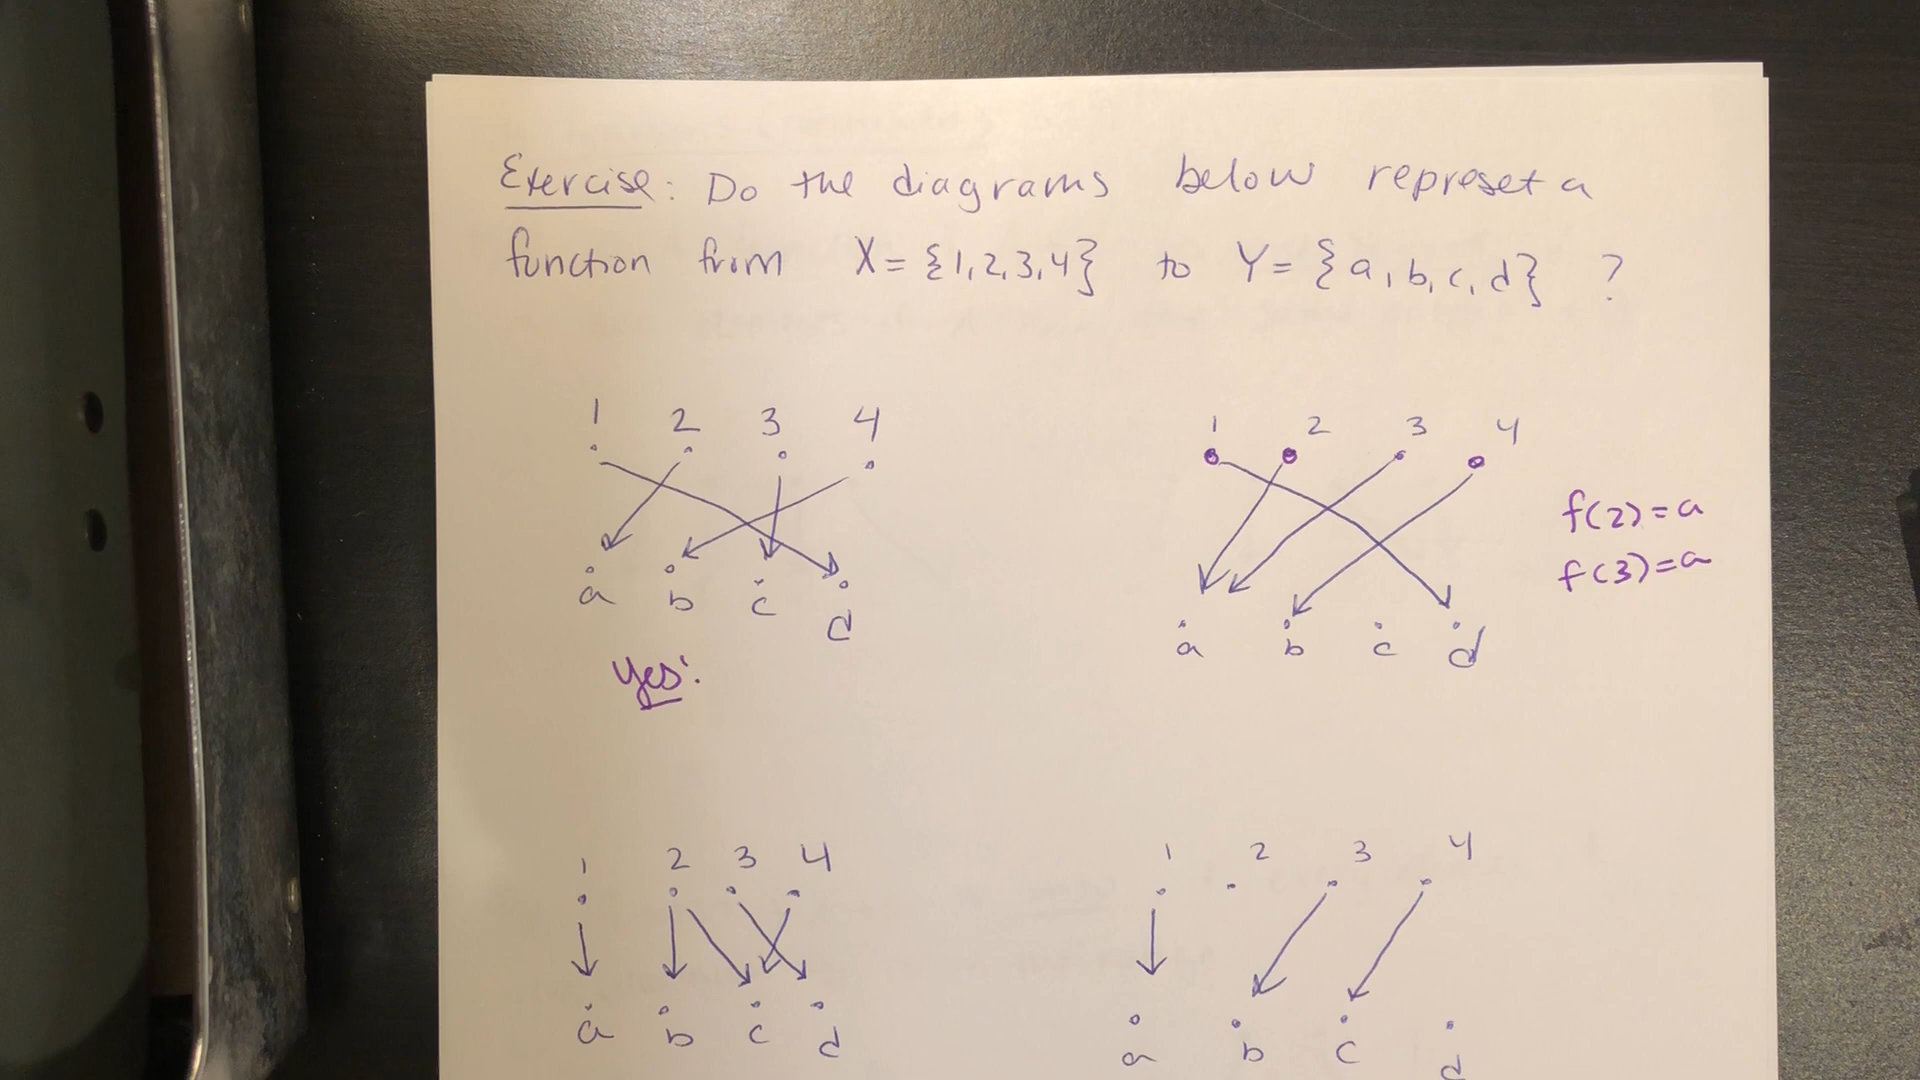 Exercise: Do the diagrams below represet a
function from X = {1, 2, 3, 4} to Y = {a, b, c, d} ?
1 2 3 4
a b c d
Yes!
1 2 3 4
a b c d
f(2) = a
f(3) = a
1 2 3 4
a b c d
1 2 3 4
a b c d